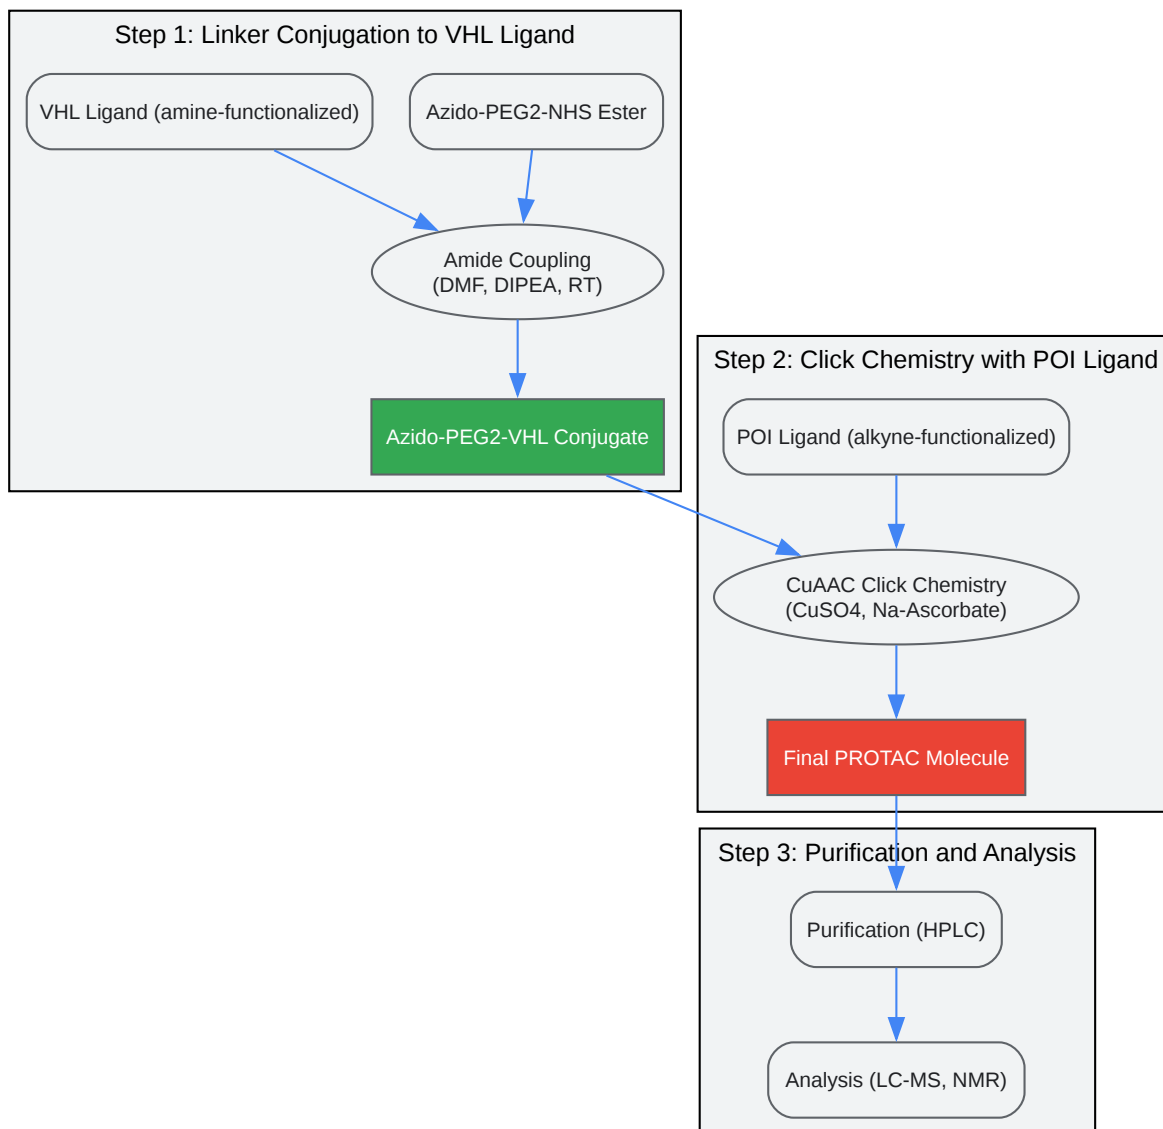 Step 1: Linker Conjugation to VHL Ligand
VHL Ligand (amine-functionalized)
Azido-PEG2-NHS Ester
Amide Coupling
(DMF, DIPEA, RT)
Azido-PEG2-VHL Conjugate
Step 2: Click Chemistry with POI Ligand
POI Ligand (alkyne-functionalized)
CuAAC Click Chemistry
(CuSO4, Na-Ascorbate)
Final PROTAC Molecule
Step 3: Purification and Analysis
Purification (HPLC)
Analysis (LC-MS, NMR)